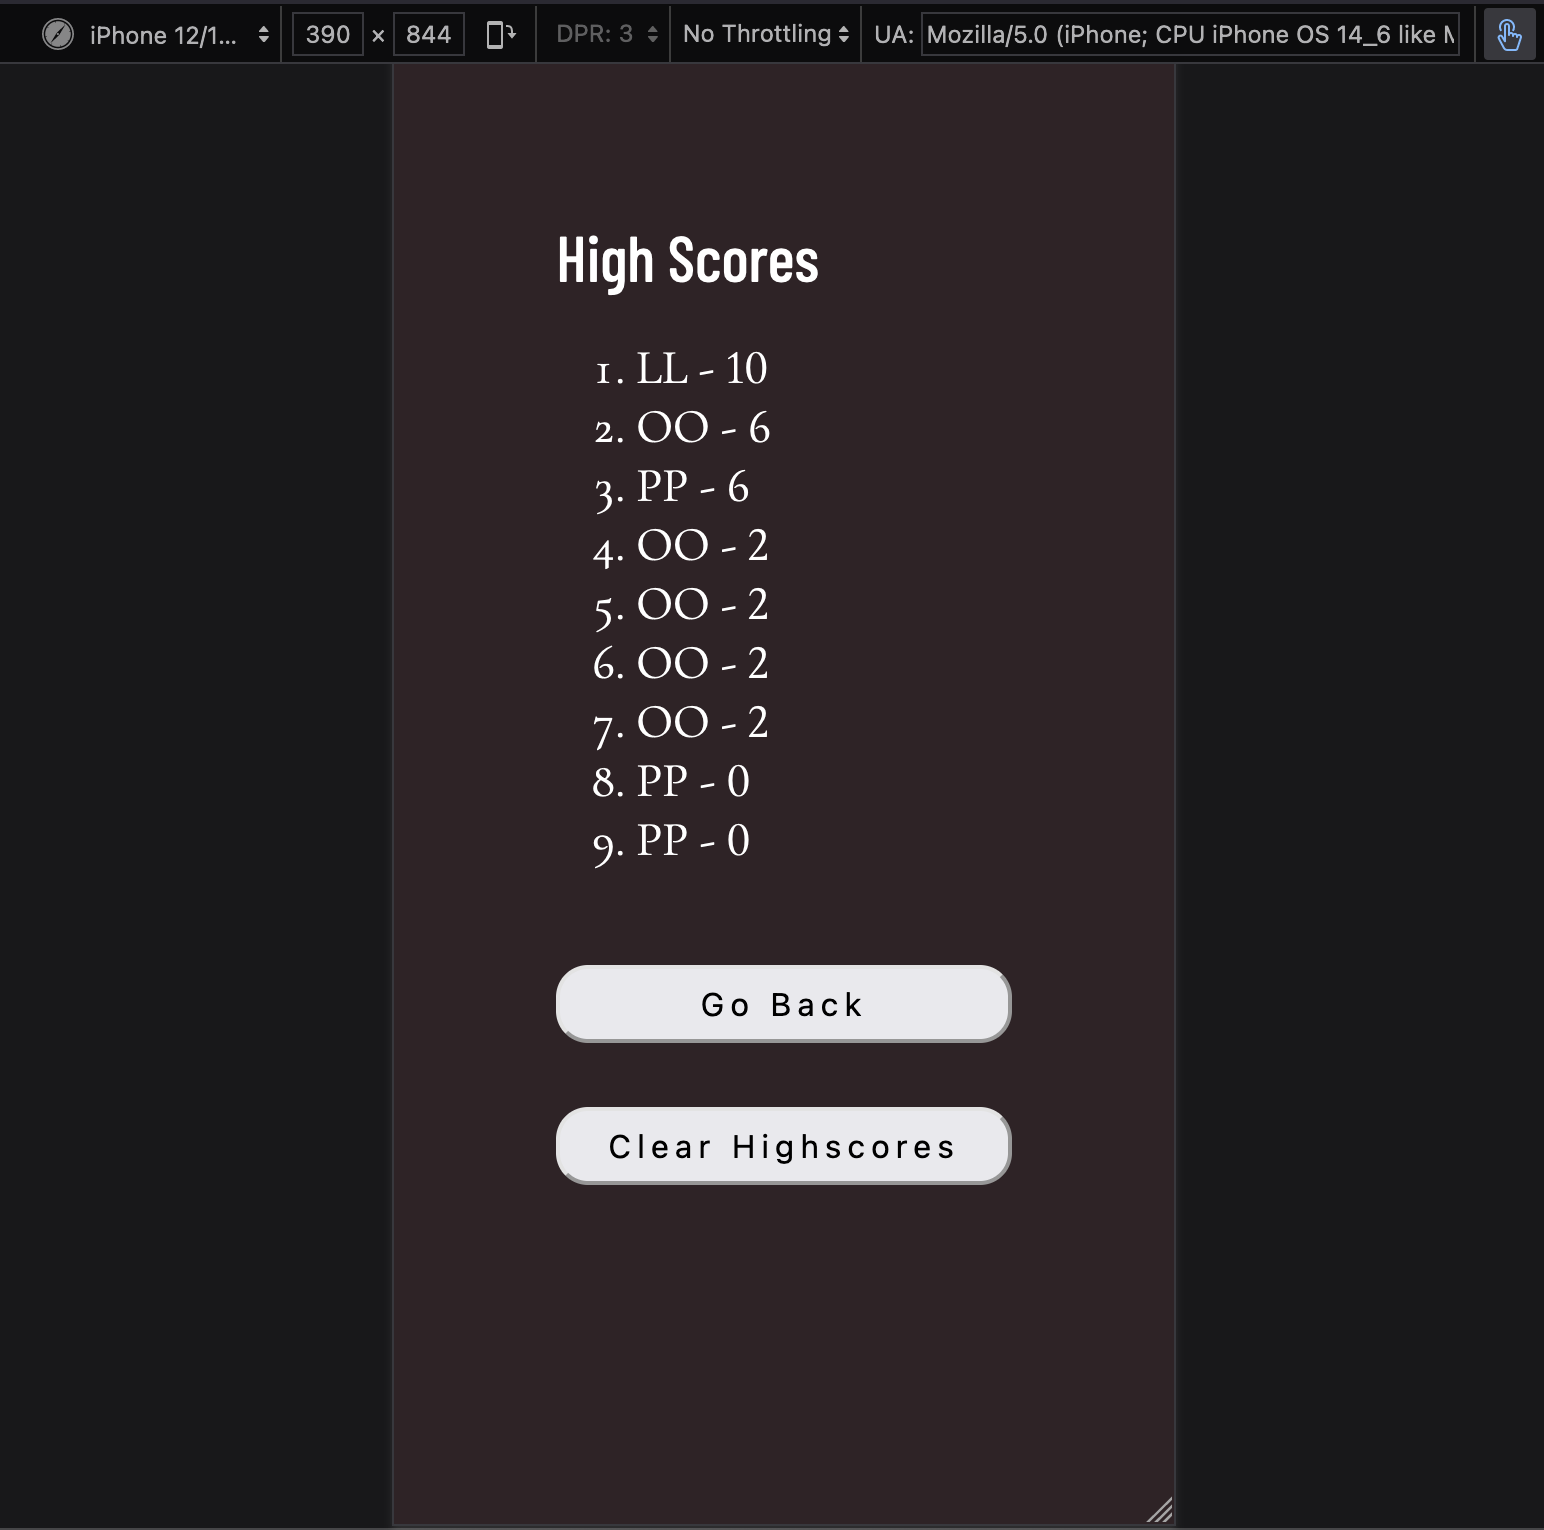 iPhone 12/1... 390 × 844 DPR: 3 No Throttling UA: Mozilla/5.0 (iPhone; CPU iPhone OS 14_6 like
High Scores
1. LL - 10
2. OO - 6
3. PP - 6
4. OO - 2
5. OO - 2
6. OO - 2
7. OO - 2
8. PP - 0
9. PP - 0
Go Back
Clear Highscores